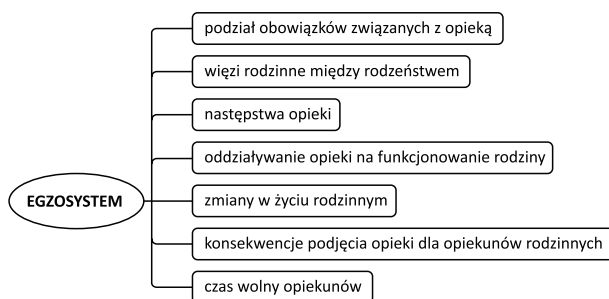 podział obowiązków związanych z opieką
więzi rodzinne między rodzeństwem
następstwa opieki
oddziaływanie opieki na funkcjonowanie rodziny
EGZOSYSTEM
zmiany w życiu rodzinnym
konsekwencje podjęcia opieki dla opiekunów rodzinnych
czas wolny opiekunów